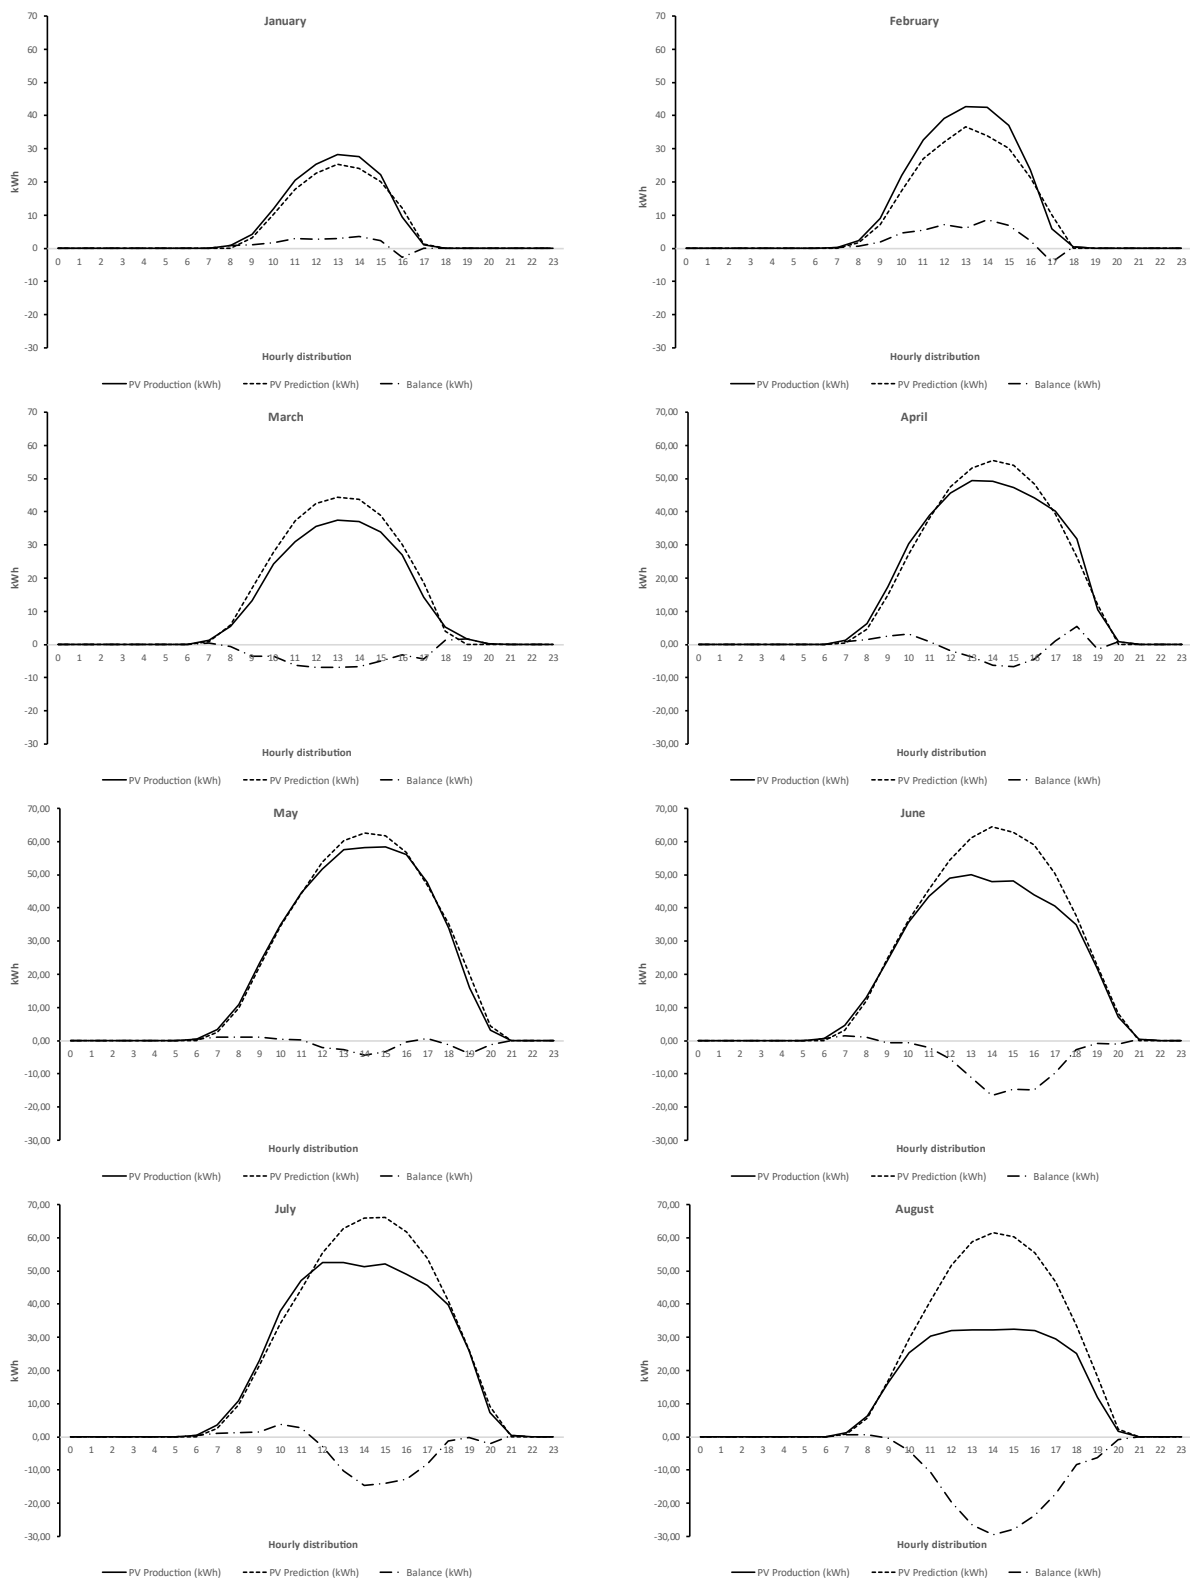 January
70
60
50
40
30
20
10
0
-10
-20
-30
kWh
0 1 2 3 4 5 6 7 8 9 10 11 12 13 14 15 16 17 18 19 20 21 22 23
Hourly distribution
PV Production (kWh) PV Prediction (kWh) Balance (kWh)
February
70
60
50
40
30
20
10
0
-10
-20
-30
kWh
0 1 2 3 4 5 6 7 8 9 10 11 12 13 14 15 16 17 18 19 20 21 22 23
Hourly distribution
PV Production (kWh) PV Prediction (kWh) Balance (kWh)
March
70
60
50
40
30
20
10
0
-10
-20
-30
kWh
0 1 2 3 4 5 6 7 8 9 10 11 12 13 14 15 16 17 18 19 20 21 22 23
Hourly distribution
PV Production (kWh) PV Prediction (kWh) Balance (kWh)
April
70,00
60,00
50,00
40,00
30,00
20,00
10,00
0,00
-10,00
-20,00
-30,00
kWh
0 1 2 3 4 5 6 7 8 9 10 11 12 13 14 15 16 17 18 19 20 21 22 23
Hourly distribution
PV Production (kWh) PV Prediction (kWh) Balance (kWh)
May
70,00
60,00
50,00
40,00
30,00
20,00
10,00
0,00
-10,00
-20,00
-30,00
kWh
0 1 2 3 4 5 6 7 8 9 10 11 12 13 14 15 16 17 18 19 20 21 22 23
Hourly distribution
PV Production (kWh) PV Prediction (kWh) Balance (kWh)
June
70,00
60,00
50,00
40,00
30,00
20,00
10,00
0,00
-10,00
-20,00
-30,00
kWh
0 1 2 3 4 5 6 7 8 9 10 11 12 13 14 15 16 17 18 19 20 21 22 23
Hourly distribution
PV Production (kWh) PV Prediction (kWh) Balance (kWh)
July
70,00
60,00
50,00
40,00
30,00
20,00
10,00
0,00
-10,00
-20,00
-30,00
kWh
0 1 2 3 4 5 6 7 8 9 10 11 12 13 14 15 16 17 18 19 20 21 22 23
Hourly distribution
PV Production (kWh) PV Prediction (kWh) Balance (kWh)
August
70,00
60,00
50,00
40,00
30,00
20,00
10,00
0,00
-10,00
-20,00
-30,00
kWh
0 1 2 3 4 5 6 7 8 9 10 11 12 13 14 15 16 17 18 19 20 21 22 23
Hourly distribution
PV Production (kWh) PV Prediction (kWh) Balance (kWh)